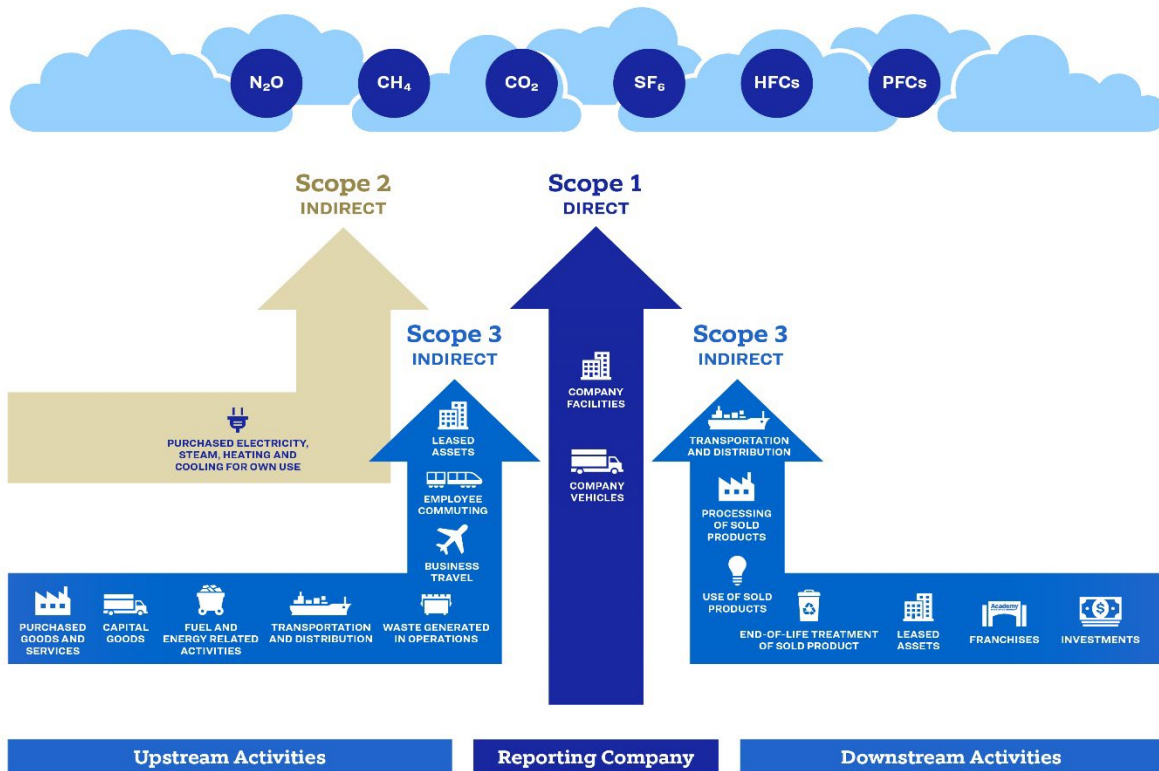 N₂O
CH₄
CO₂
SF₆
HFCs
PFCs
Scope 2
INDIRECT
Scope 1
DIRECT
Scope 3
INDIRECT
Scope 3
INDIRECT
PURCHASED ELECTRICITY,
STEAM, HEATING AND
COOLING FOR OWN USE
LEASED
ASSETS
EMPLOYEE
COMMUTING
BUSINESS
TRAVEL
PURCHASED
GOODS AND
SERVICES
CAPITAL
GOODS
FUEL AND
ENERGY RELATED
ACTIVITIES
TRANSPORTATION
AND DISTRIBUTION
WASTE GENERATED
IN OPERATIONS
COMPANY
FACILITIES
COMPANY
VEHICLES
TRANSPORTATION
AND DISTRIBUTION
PROCESSING
OF SOLD
PRODUCTS
USE OF SOLD
PRODUCTS
END-OF-LIFE TREATMENT
OF SOLD PRODUCT
LEASED
ASSETS
Academy
FRANCHISES
INVESTMENTS
Upstream Activities
Reporting Company
Downstream Activities